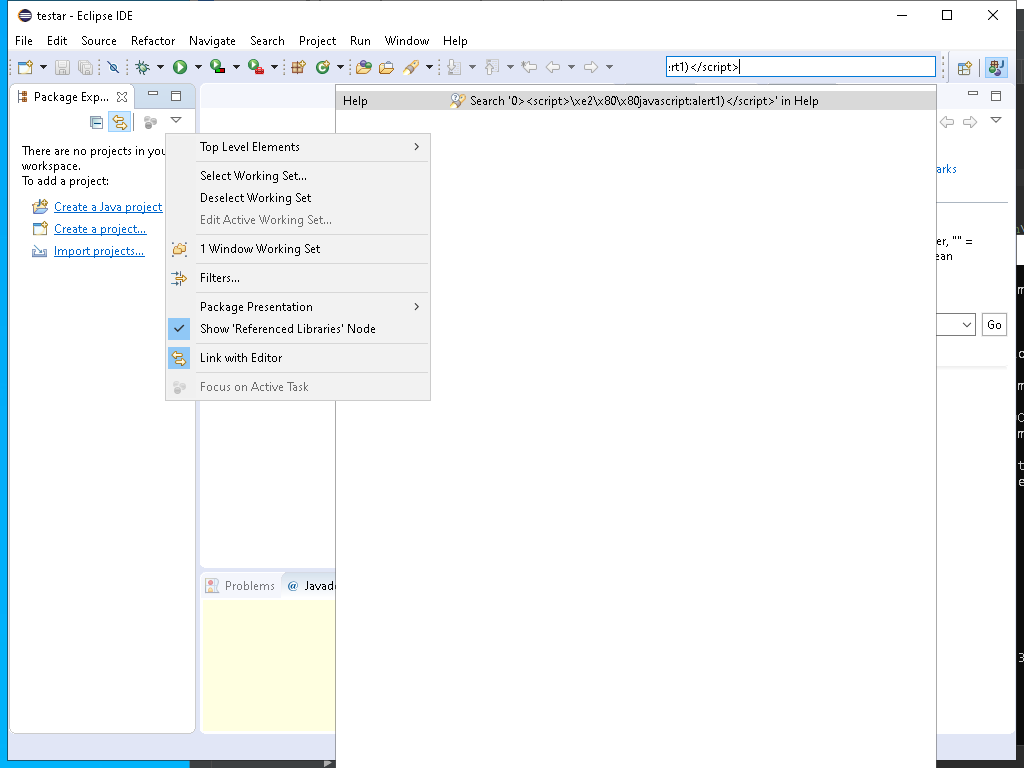 testar - Eclipse IDE
File Edit Source Refactor Navigate Search Project Run Window Help
:rt1)</script>
Package Exp...
Help Search '0><script>\xe2\x80\x80javascript:alert1)</script>' in Help
There are no projects in you
workspace.
To add a project:
Create a Java project
Create a project...
Import projects...
Top Level Elements
Select Working Set...
Deselect Working Set
Edit Active Working Set...
1 Window Working Set
Filters...
Package Presentation
Show 'Referenced Libraries' Node
Link with Editor
Focus on Active Task
arks
er, "" =
ean
Go
Problems @ Javad